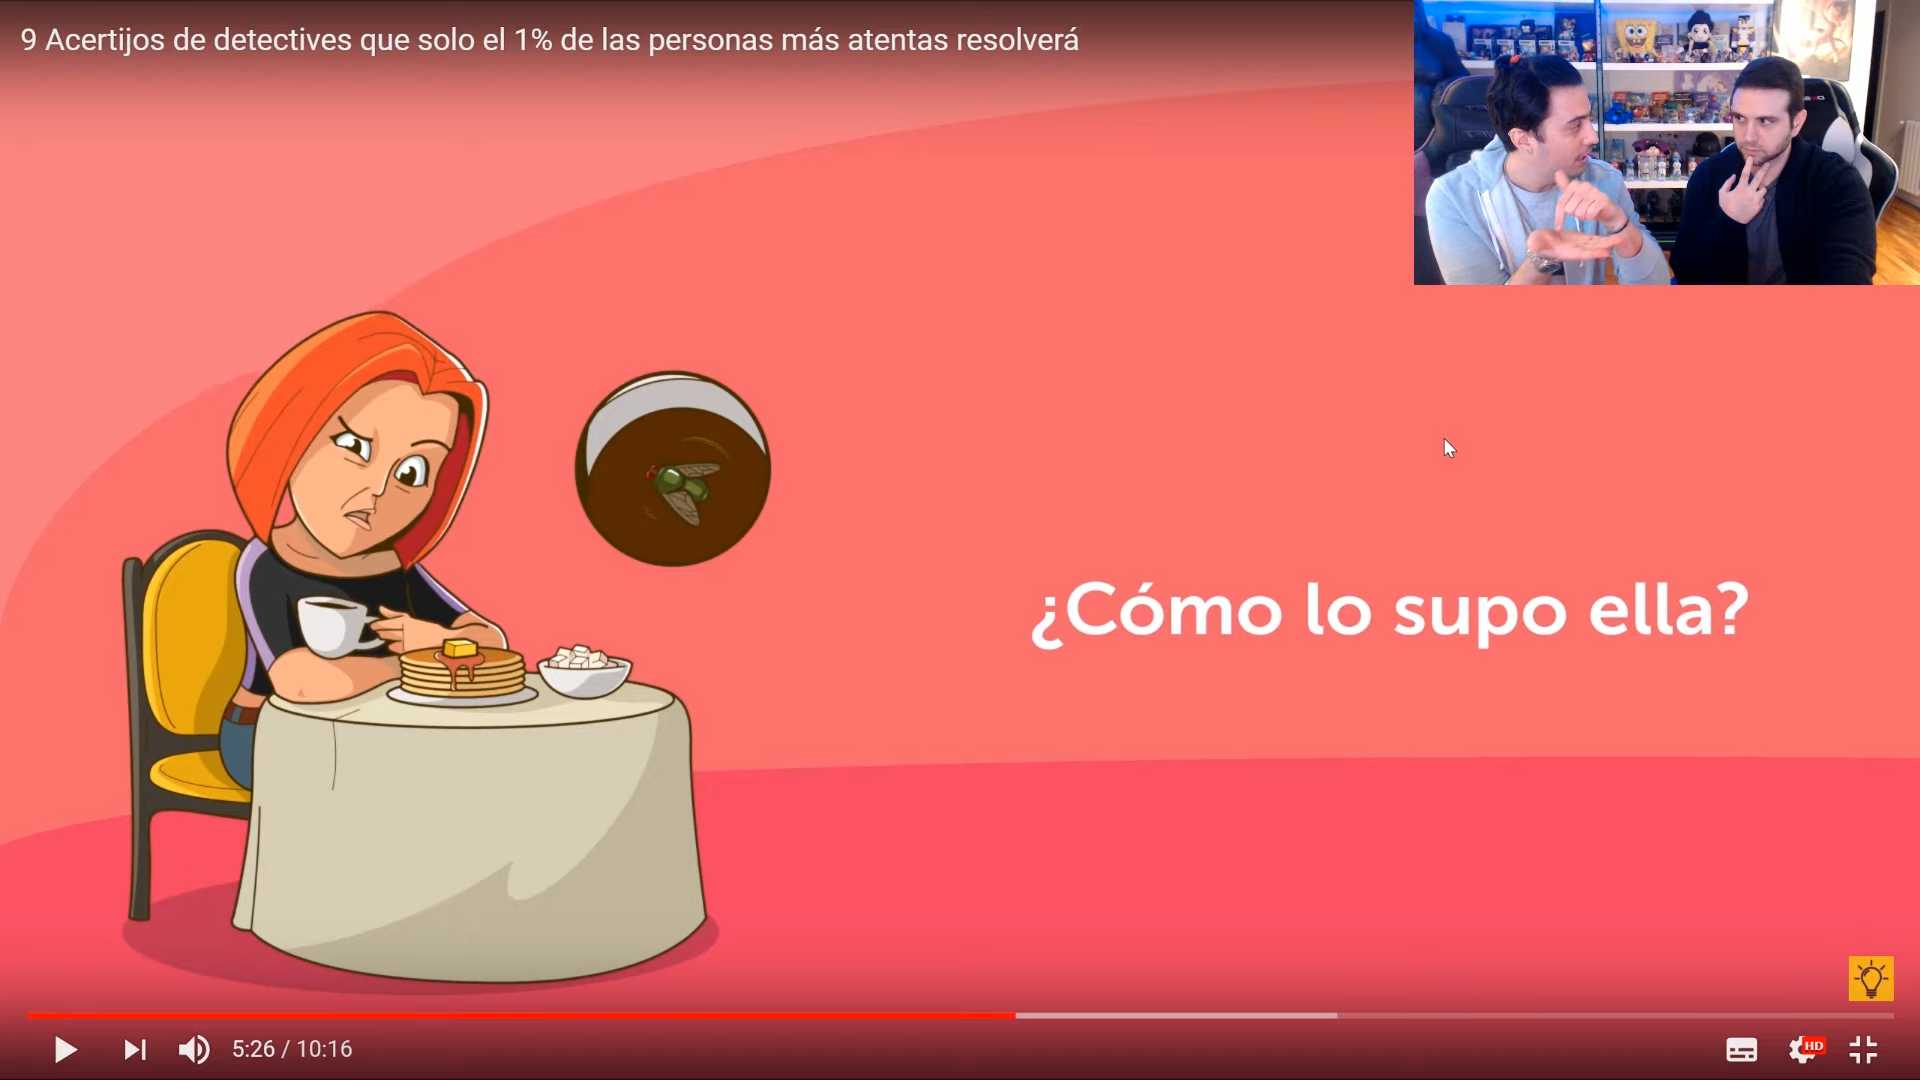 9 Acertijos de detectives que solo el 1% de las personas más atentas resolverá
¿Cómo lo supo ella?
5:26 / 10:16
HD